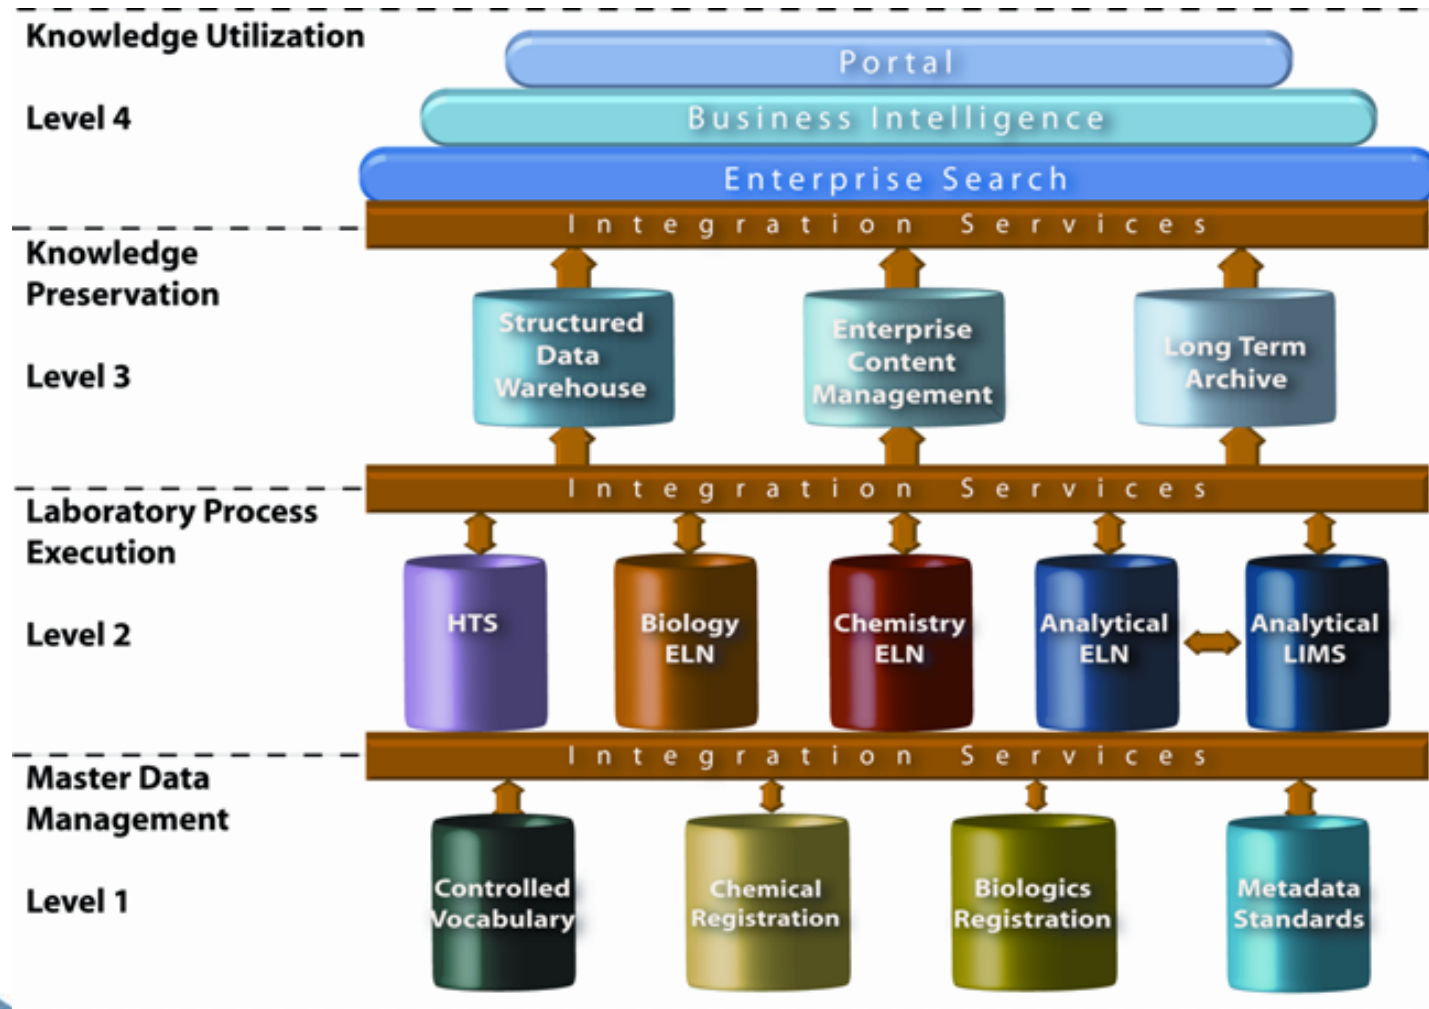 Knowledge Utilization
Level 4
Portal
Business Intelligence
Enterprise Search
Integration Services
Knowledge
Preservation
Level 3
Structured
Data
Warehouse
Enterprise
Content
Management
Long Term
Archive
Integration Services
Laboratory Process
Execution
Level 2
HTS
Biology
ELN
Chemistry
ELN
Analytical
ELN
Analytical
LIMS
Integration Services
Master Data
Management
Level 1
Controlled
Vocabulary
Chemical
Registration
Biologics
Registration
Metadata
Standards